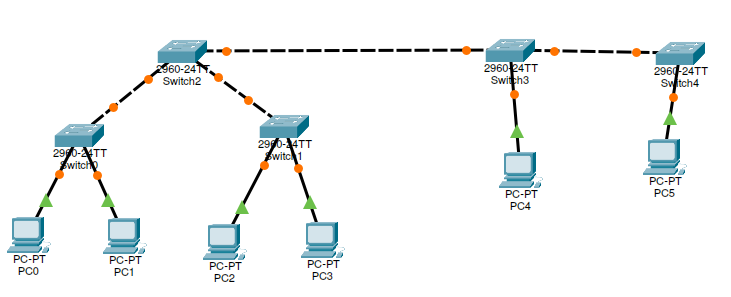 2960-24TT
Switch2
2960-24TT
Switch3
2960-24TT
Switch4
2960-24TT
Switch0
2960-24TT
Switch1
PC-PT
PC4
PC-PT
PC5
PC-PT
PC0
PC-PT
PC1
PC-PT
PC2
PC-PT
PC3